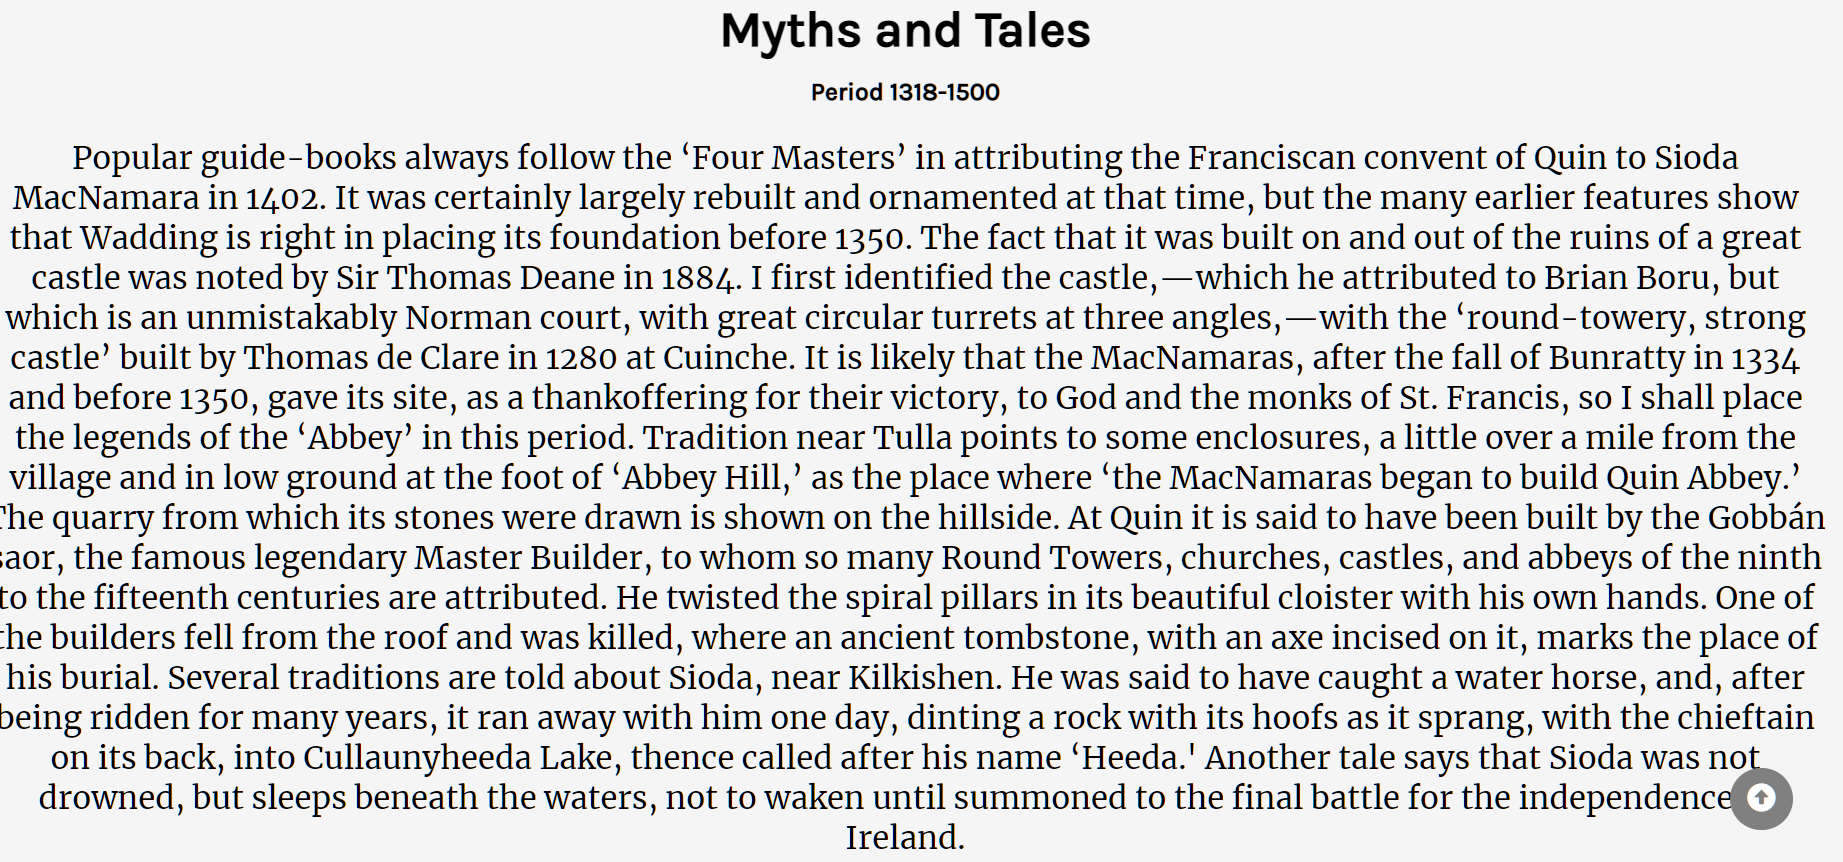 Myths and Tales
Period 1318-1500
Popular guide-books always follow the ‘Four Masters’ in attributing the Franciscan convent of Quin to Sioda
MacNamara in 1402. It was certainly largely rebuilt and ornamented at that time, but the many earlier features show
that Wadding is right in placing its foundation before 1350. The fact that it was built on and out of the ruins of a great
castle was noted by Sir Thomas Deane in 1884. I first identified the castle,—which he attributed to Brian Boru, but
which is an unmistakably Norman court, with great circular turrets at three angles,—with the ‘round-towery, strong
castle’ built by Thomas de Clare in 1280 at Cuinche. It is likely that the MacNamaras, after the fall of Bunratty in 1334
and before 1350, gave its site, as a thankoffering for their victory, to God and the monks of St. Francis, so I shall place
the legends of the ‘Abbey’ in this period. Tradition near Tulla points to some enclosures, a little over a mile from the
village and in low ground at the foot of ‘Abbey Hill,’ as the place where ‘the MacNamaras began to build Quin Abbey.’
The quarry from which its stones were drawn is shown on the hillside. At Quin it is said to have been built by the Gobbán
saor, the famous legendary Master Builder, to whom so many Round Towers, churches, castles, and abbeys of the ninth
to the fifteenth centuries are attributed. He twisted the spiral pillars in its beautiful cloister with his own hands. One of
the builders fell from the roof and was killed, where an ancient tombstone, with an axe incised on it, marks the place of
his burial. Several traditions are told about Sioda, near Kilkishen. He was said to have caught a water horse, and, after
being ridden for many years, it ran away with him one day, dinting a rock with its hoofs as it sprang, with the chieftain
on its back, into Cullaunyheeda Lake, thence called after his name ‘Heeda.' Another tale says that Sioda was not
drowned, but sleeps beneath the waters, not to waken until summoned to the final battle for the independence
Ireland.